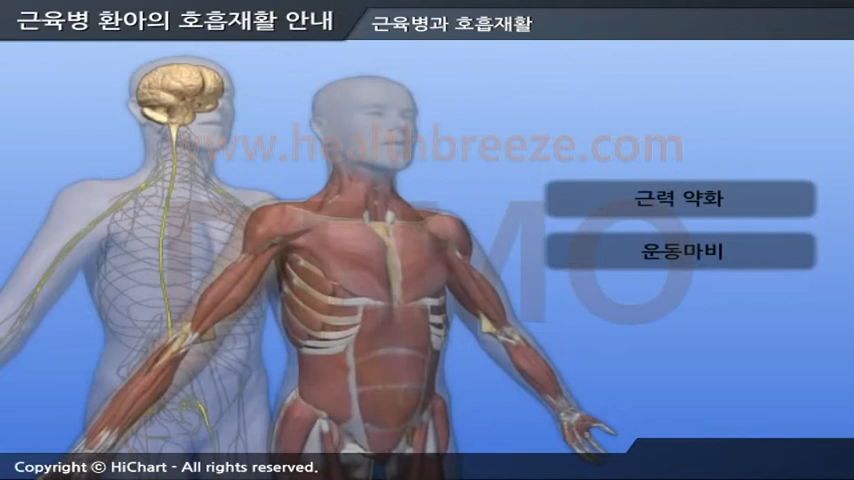 근육병 환아의 호흡재활 안내
근육병과 호흡재활
www.healthbreeze.com
DEMO
근력 약화
운동마비
Copyright ⓒ HiChart - All rights reserved.